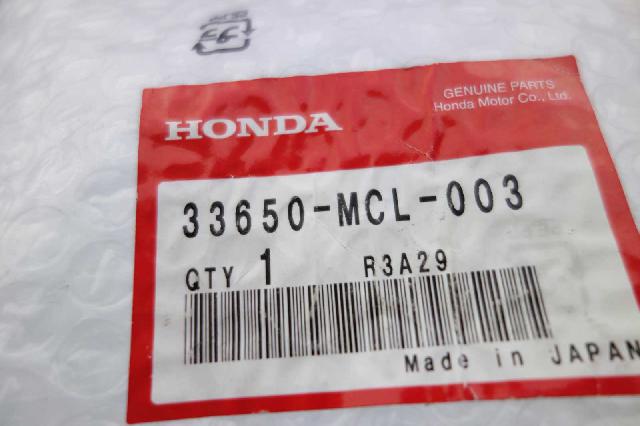 GENUINE PARTS
Honda Motor Co., Ltd.
HONDA
33650-MCL-003
QTY 1 R3A29
Made in JAPAN